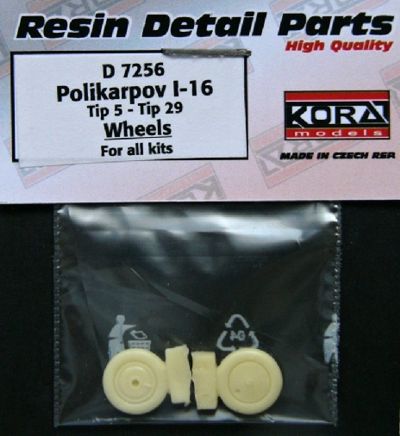 Resin Detail Parts
High Quality
D 7256
Polikarpov I-16
Tip 5 - Tip 29
Wheels
For all kits
KORA
models
MADE IN CZECH REP.
04